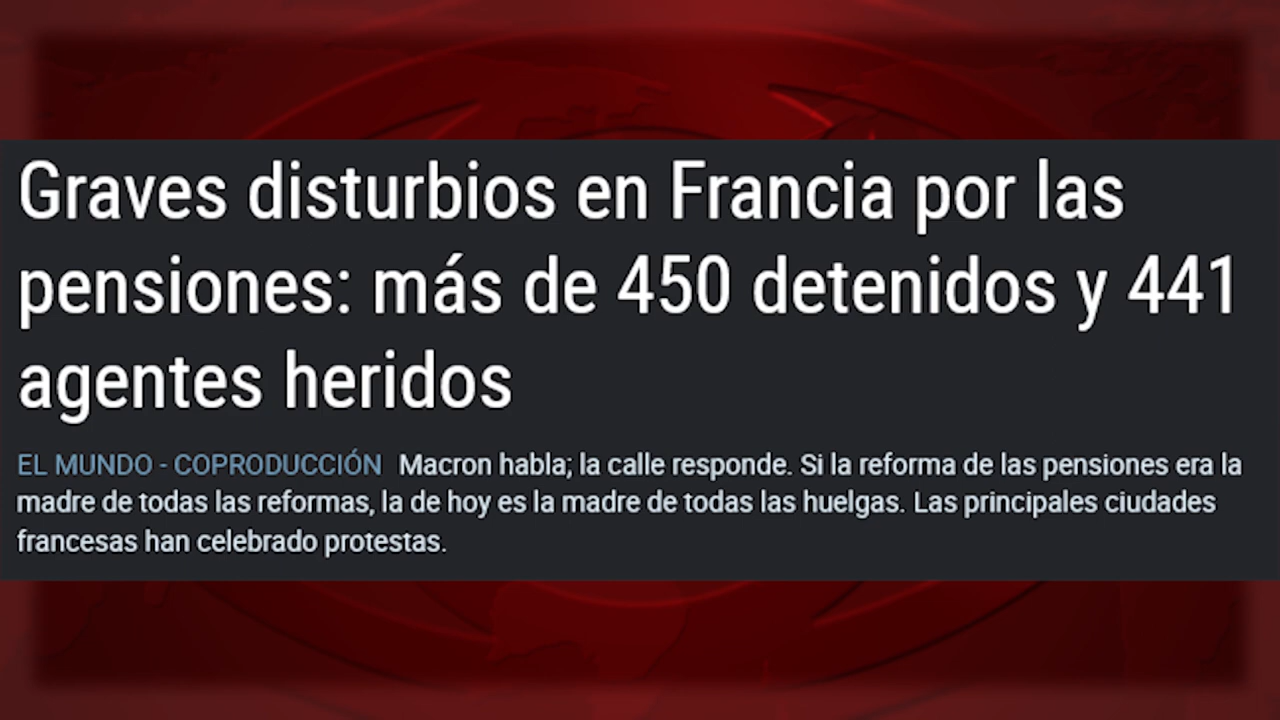 Graves disturbios en Francia por las
pensiones: más de 450 detenidos y 441
agentes heridos
EL MUNDO - COPRODUCCIÓN Macron habla; la calle responde. Si la reforma de las pensiones era la
madre de todas las reformas, la de hoy es la madre de todas las huelgas. Las principales ciudades
francesas han celebrado protestas.